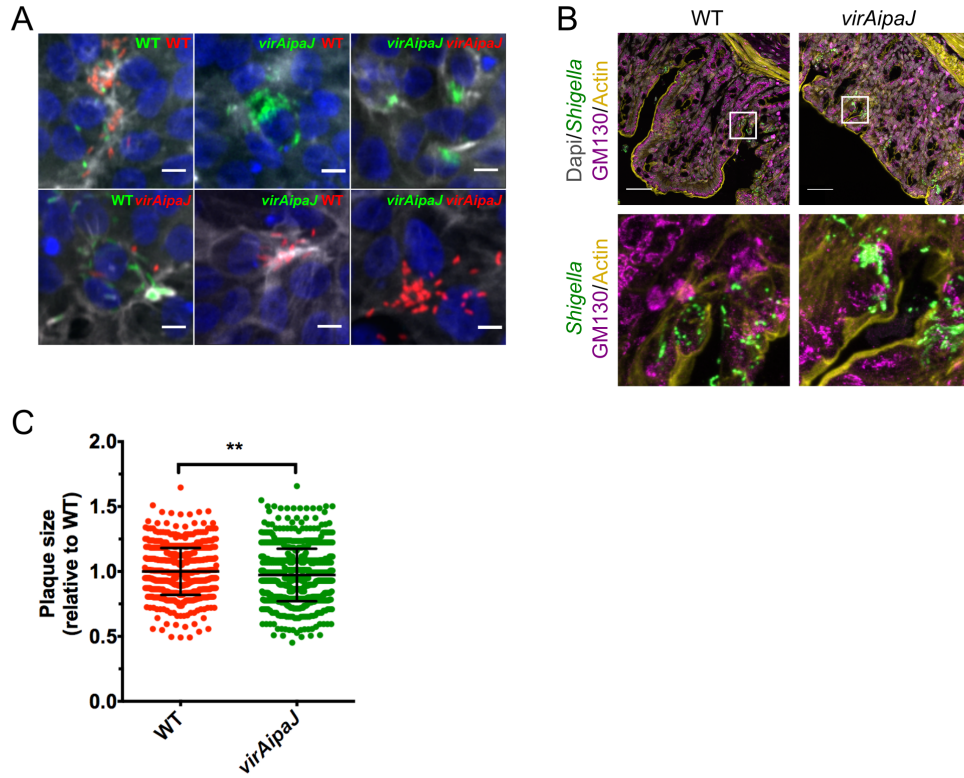 A
WT WT
virAipaJ WT
virAipaJ virAipaJ
WT virAipaJ
virAipaJ WT
virAipaJ virAipaJ
B
WT
virAipaJ
Dapi/Shigella
GM130/Actin
Shigella
GM130/Actin
C
**
2.0
1.5
1.0
0.5
0.0
Plaque size
(relative to WT)
WT
virAipaJ